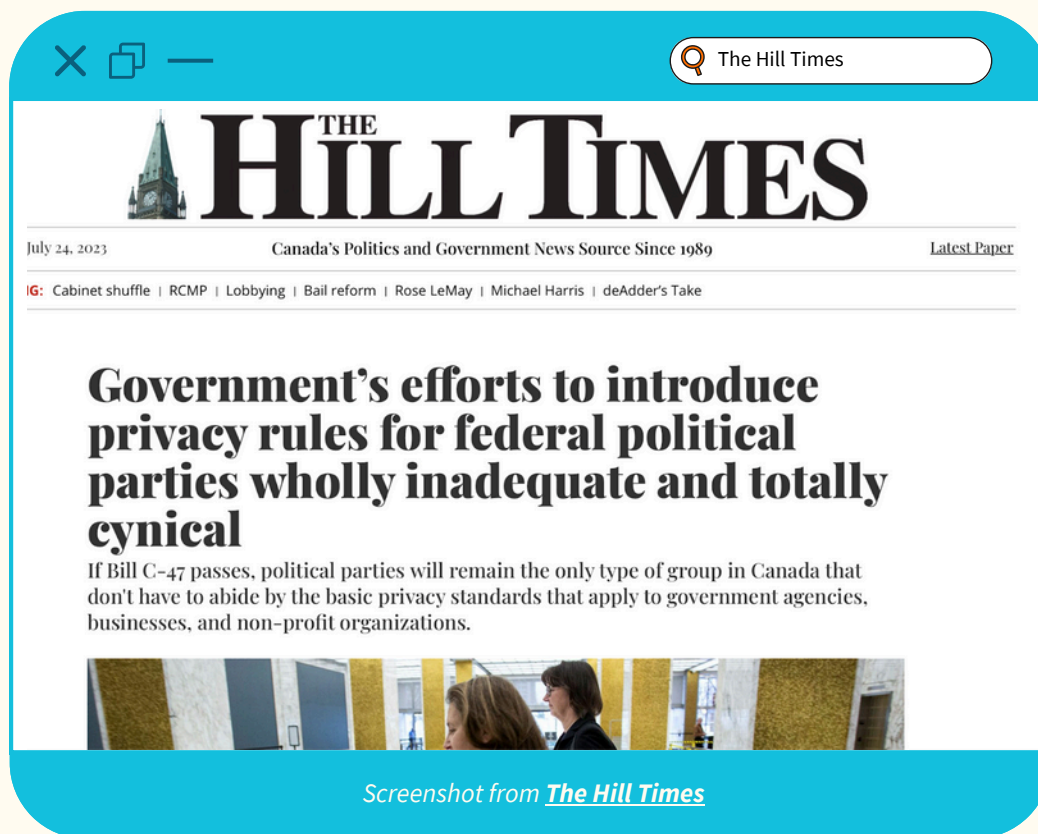 The Hill Times
THE
HILL TIMES
July 24, 2023
Canada's Politics and Government News Source Since 1989
Latest Paper
IG: Cabinet shuffle | RCMP | Lobbying | Bail reform | Rose LeMay | Michael Harris | deAdder's Take
Government's efforts to introduce
privacy rules for federal political
parties wholly inadequate and totally
cynical
If Bill C-47 passes, political parties will remain the only type of group in Canada that
don't have to abide by the basic privacy standards that apply to government agencies,
businesses, and non-profit organizations.
Screenshot from The Hill Times